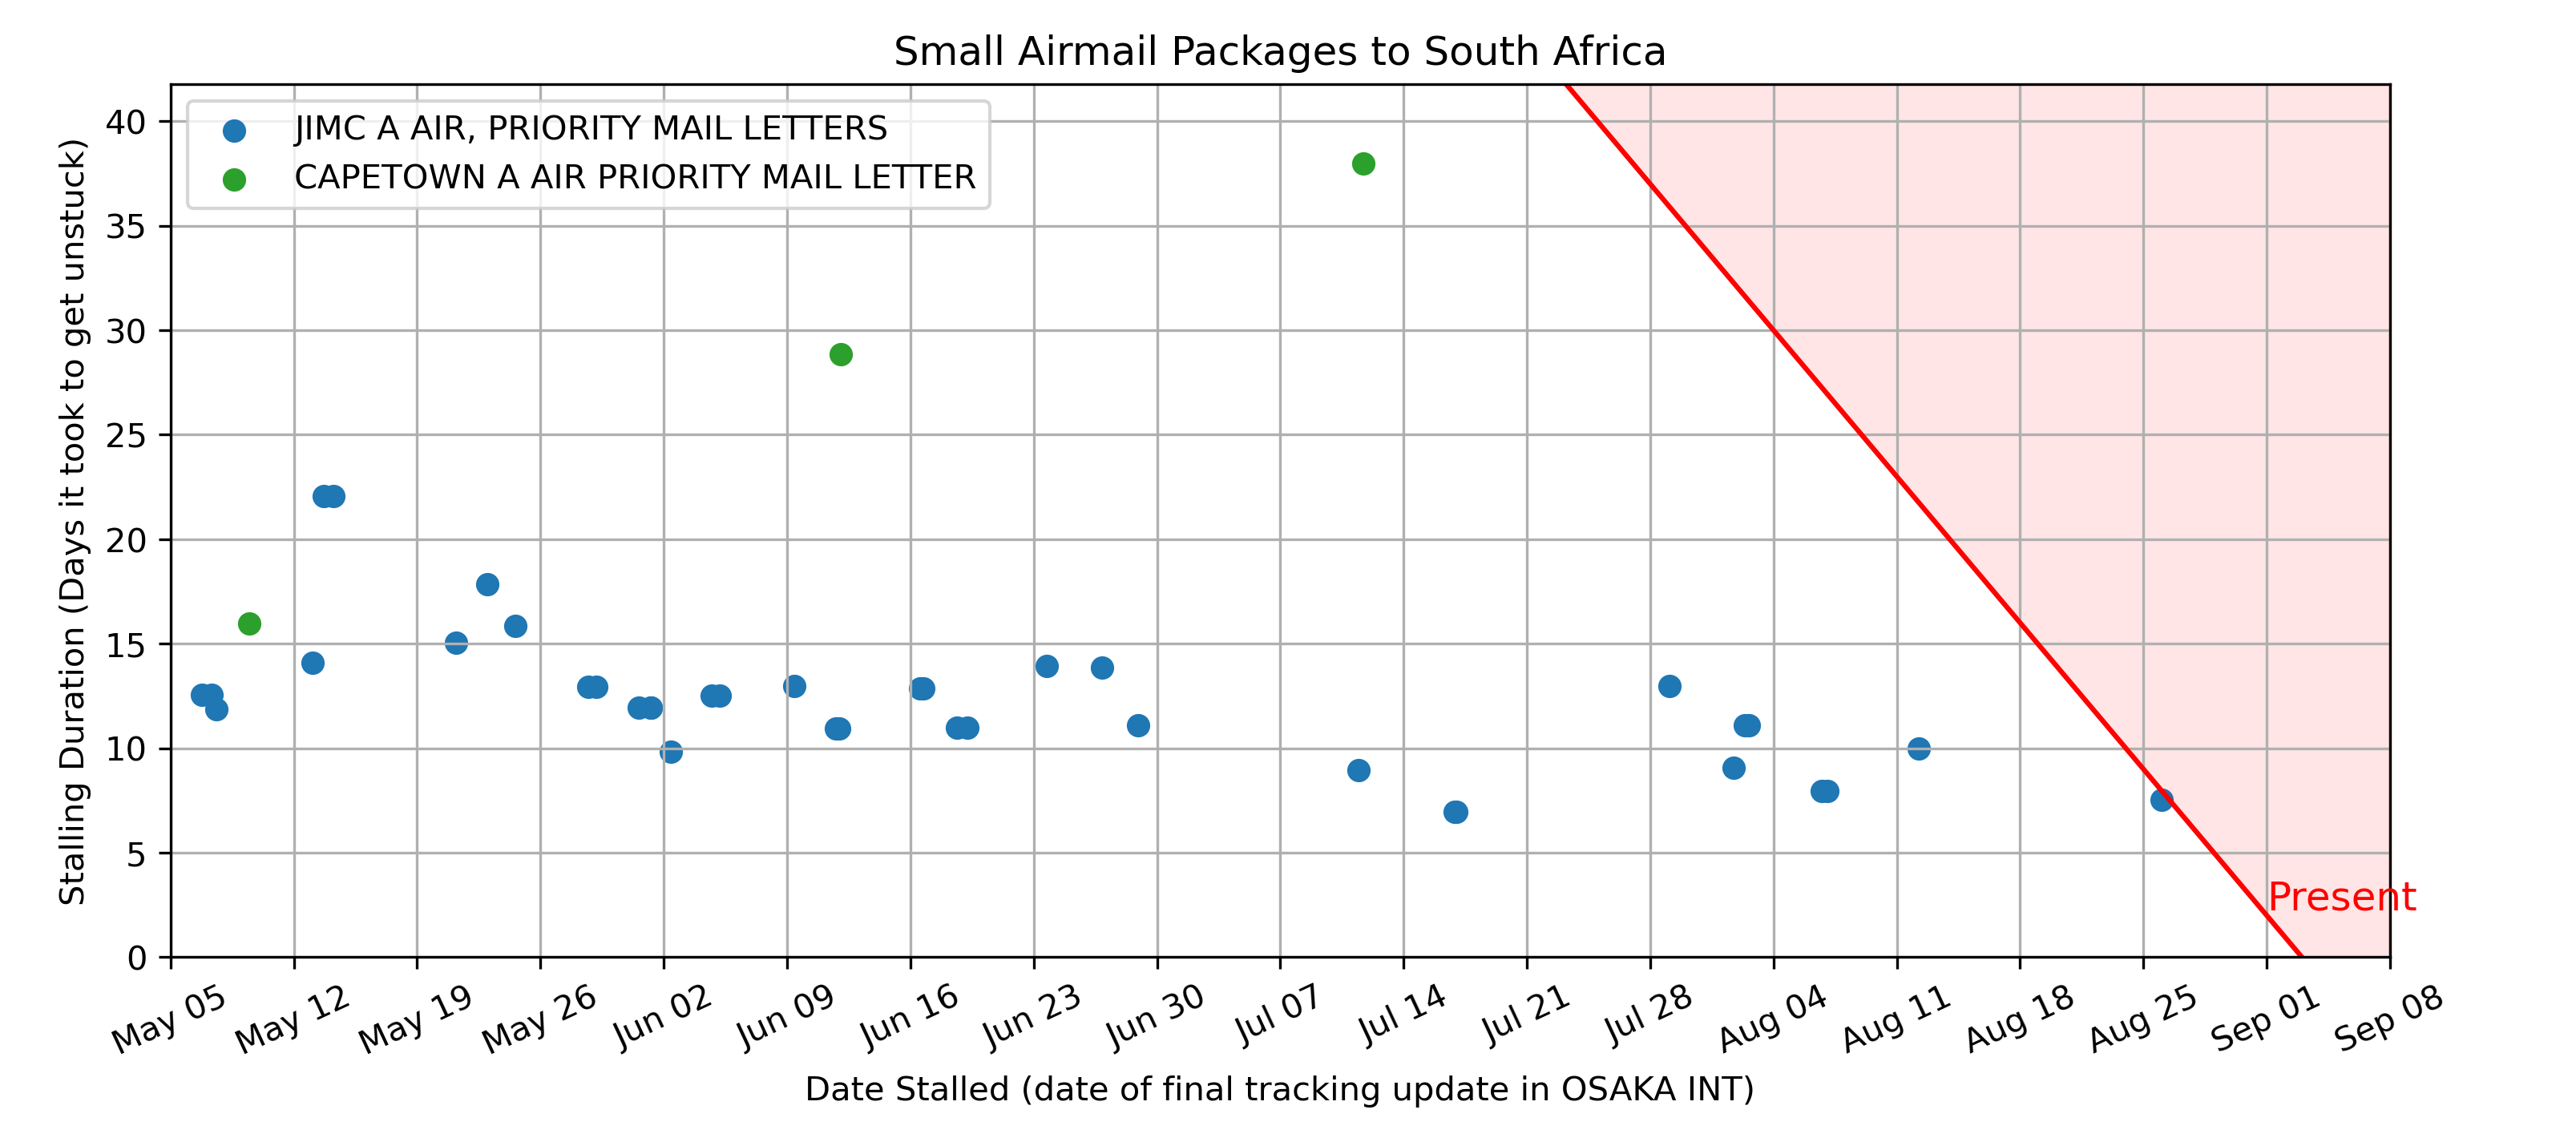 Small Airmail Packages to South Africa
JIMC A AIR, PRIORITY MAIL LETTERS
CAPETOWN A AIR PRIORITY MAIL LETTER
Stalling Duration (Days it took to get unstuck)
40
35
30
25
20
15
10
5
0
Present
May 05
May 12
May 19
May 26
Jun 02
Jun 09
Jun 16
Jun 23
Jun 30
Jul 07
Jul 14
Jul 21
Jul 28
Aug 04
Aug 11
Aug 18
Aug 25
Sep 01
Sep 08
Date Stalled (date of final tracking update in OSAKA INT)